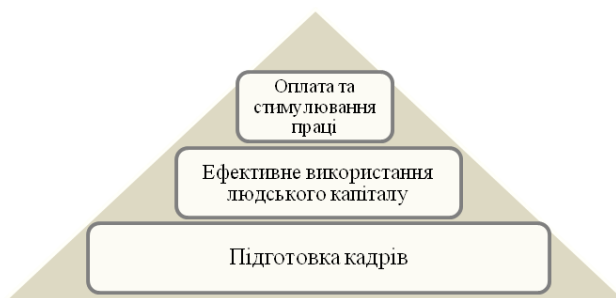 Оплата та
стимулювання
праці
Ефективне використання
людського капіталу
Підготовка кадрів